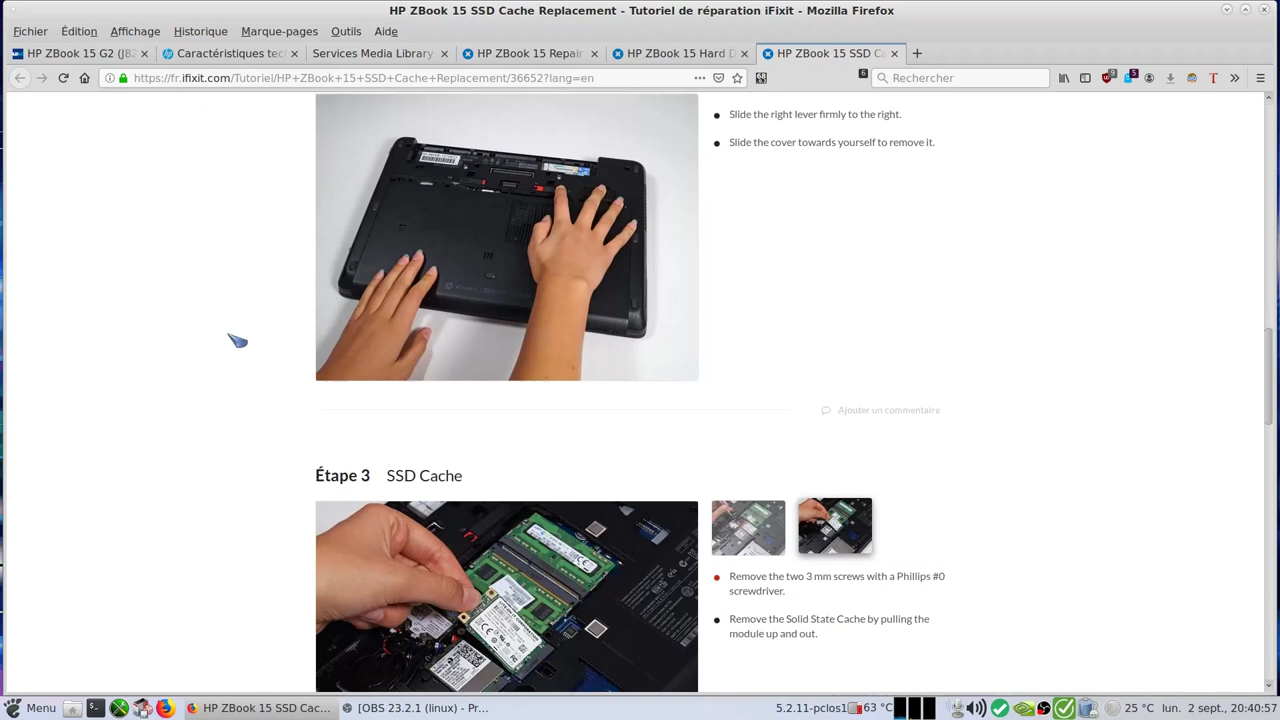 HP ZBook 15 SSD Cache Replacement - Tutoriel de réparation iFixit - Mozilla Firefox
Fichier Édition Affichage Historique Marque-pages Outils Aide
HP ZBook 15 G2 (J82 Caractéristiques tec Services Media Library HP ZBook 15 Repair HP ZBook 15 Hard D HP ZBook 15 SSD Ca
https://fr.ifixit.com/Tutoriel/HP+ZBook+15+SSD+Cache+Replacement/36652?lang=en
6 Rechercher 9 5
Slide the right lever firmly to the right.
Slide the cover towards yourself to remove it.
Ajouter un commentaire
Étape 3 SSD Cache
Remove the two 3 mm screws with a Phillips #0
screwdriver.
Remove the Solid State Cache by pulling the
module up and out.
Menu HP ZBook 15 SSD Cac... [OBS 23.2.1 (linux) - Pr... 5.2.11-pclos1 63 °C 25 °C lun. 2 sept., 20:40:57